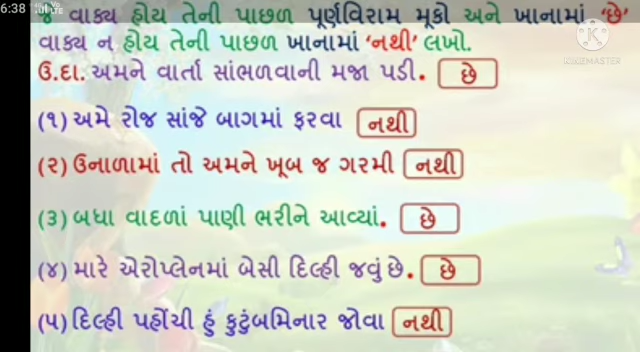 6:38
જે વાક્ય હોય તેની પાછળ પૂર્ણવિરામ મૂકો અને ખાનામાં ‘છે’
વાક્ય ન હોય તેની પાછળ ખાનામાં ‘નથી’ લખો.
KINEMASTER
ઉ.દા. અમને વાર્તા સાંભળવાની મજા પડી. છે
(૧) અમે રોજ સાંજે બાગમાં ફરવા નથી
(૨) ઉનાળામાં તો અમને ખૂબ જ ગરમી નથી
(૩) બધા વાદળાં પાણી ભરીને આવ્યાં. છે
(૪) મારે એરોપ્લેનમાં બેસી દિલ્હી જવું છે. છે
(૫) દિલ્હી પહોંચી હું કુટુંબમિનાર જોવા નથી